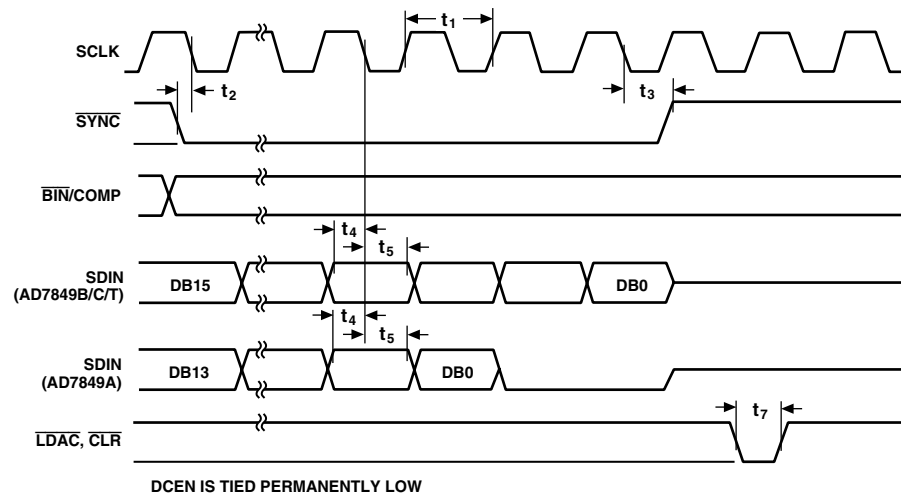 SCLK
t1
t2
t3
SYNC
BIN/COMP
t4
t5
SDIN
(AD7849B/C/T)
DB15
DB0
t4
t5
SDIN
(AD7849A)
DB13
DB0
t7
LDAC, CLR
DCEN IS TIED PERMANENTLY LOW